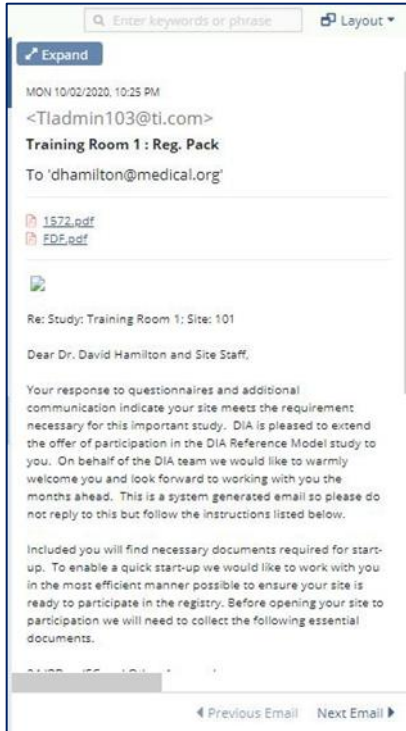 Enter keywords or phrase
Layout
Expand
MON 10/02/2020, 10:25 PM
<TIadmin103@ti.com>
Training Room 1 : Reg. Pack
To 'dhamilton@medical.org'
1572.pdf
FDF.pdf
Re: Study: Training Room 1; Site: 101
Dear Dr. David Hamilton and Site Staff,
Your response to questionnaires and additional
communication indicate your site meets the requirement
necessary for this important study. DIA is pleased to extend
the offer of participation in the DIA Reference Model study to
you. On behalf of the DIA team we would like to warmly
welcome you and look forward to working with you the
months ahead. This is a system generated email so please do
not reply to this but follow the instructions listed below.
Included you will find necessary documents required for start-
up. To enable a quick start-up we would like to work with you
in the most efficient manner possible to ensure your site is
ready to participate in the registry. Before opening your site to
participation we will need to collect the following essential
documents.
Previous Email Next Email